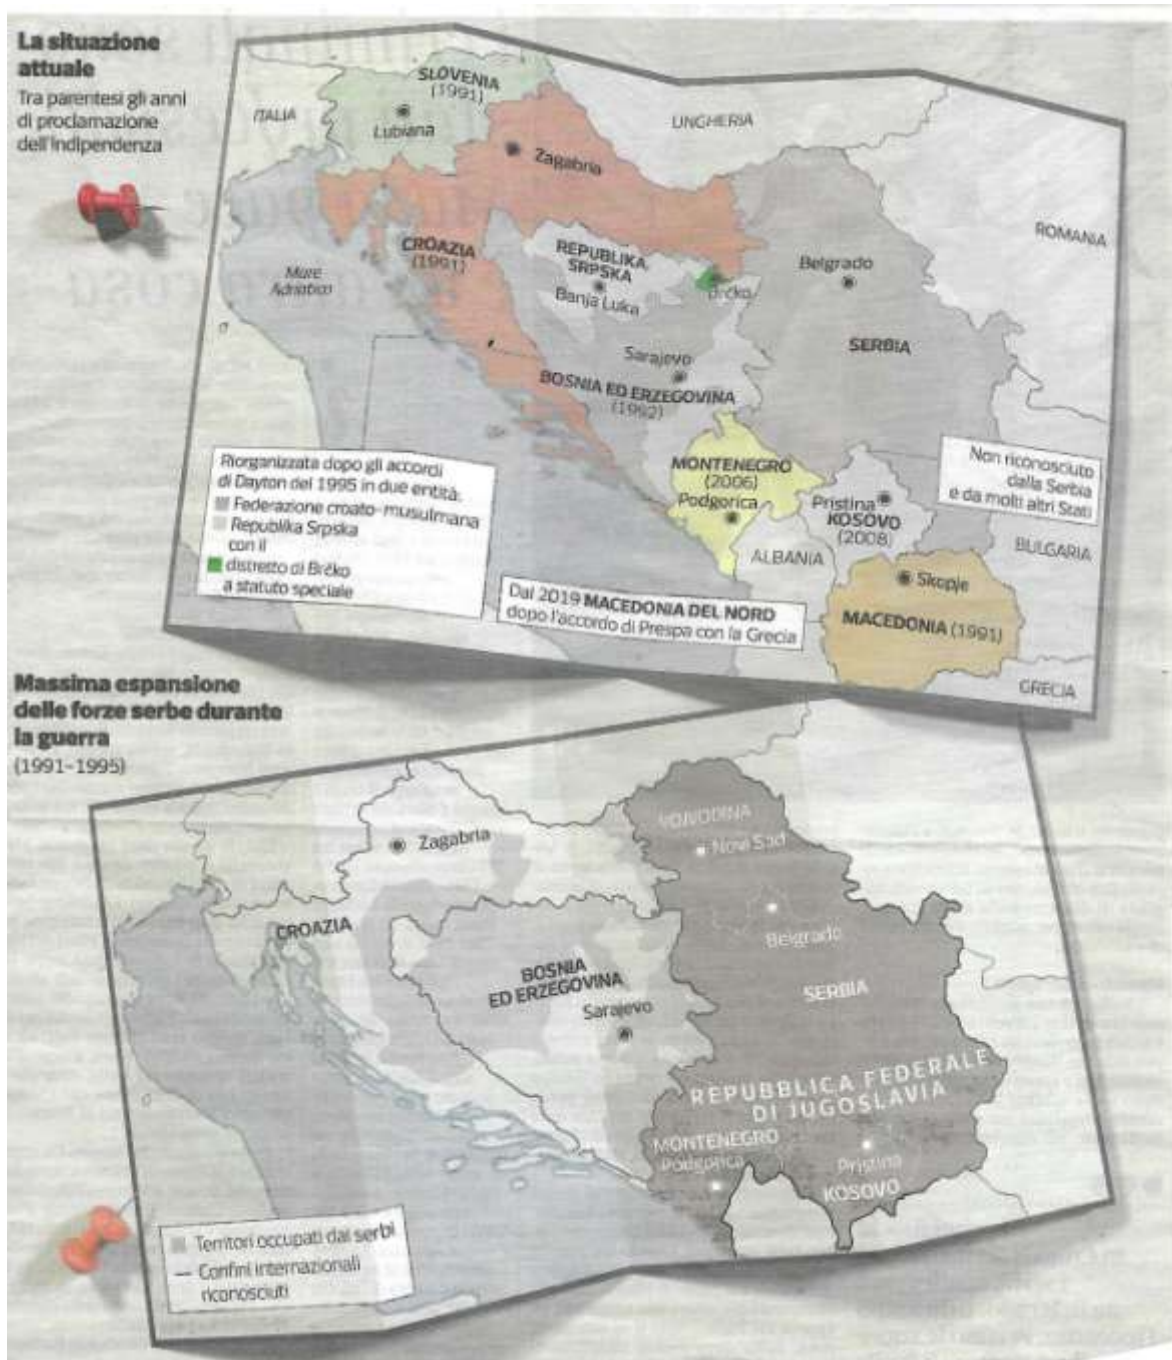 La situazione
attuale
Tra parentesi gli anni
di proclamazione
dell'indipendenza
ITALIA
SLOVENIA
(1991)
Lubiana
UNGHERIA
Zagabria
ROMANIA
CROAZIA
(1991)
REPUBLIKA
SRPSKA
Banja Luka
Brčko
Belgrado
Mare
Adriatico
SERBIA
Sarajevo
BOSNIA ED ERZEGOVINA
(1992)
MONTENEGRO
(2006)
Podgorica
Pristina
KOSOVO
(2008)
Non riconosciuto
dalla Serbia
e da molti altri Stati
BULGARIA
ALBANIA
Riorganizzata dopo gli accordi
di Dayton del 1995 in due entità:
Federazione croato-musulmana
Republika Srpska
con il
distretto di Brčko
a statuto speciale
Dal 2019 MACEDONIA DEL NORD
dopo l'accordo di Prespa con la Grecia
Skopje
MACEDONIA (1991)
GRECIA
Massima espansione
delle forze serbe durante
la guerra
(1991-1995)
VOIVODINA
Novi Sad
Zagabria
CROAZIA
Belgrado
BOSNIA
ED ERZEGOVINA
SERBIA
Sarajevo
REPUBBLICA FEDERALE
DI JUGOSLAVIA
MONTENEGRO
Podgorica
Pristina
KOSOVO
Territori occupati dai serbi
Confini internazionali
riconosciuti